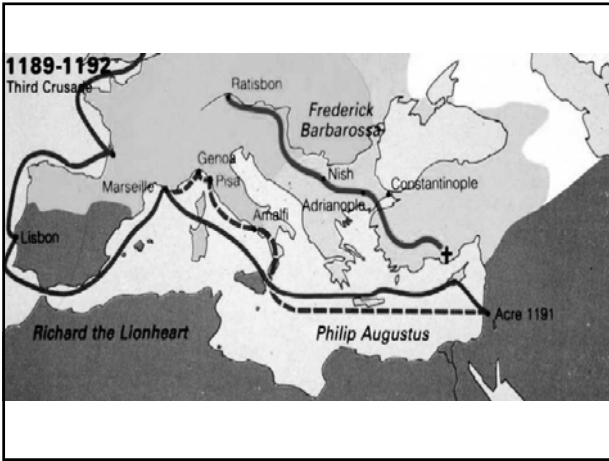 1189-1192
Third Crusade
Ratisbon
Frederick
Barbarossa
Genoa
Pisa
Nish
Constantinople
Marseille
Adrianople
Amalfi
Lisbon
Acre 1191
Richard the Lionheart
Philip Augustus